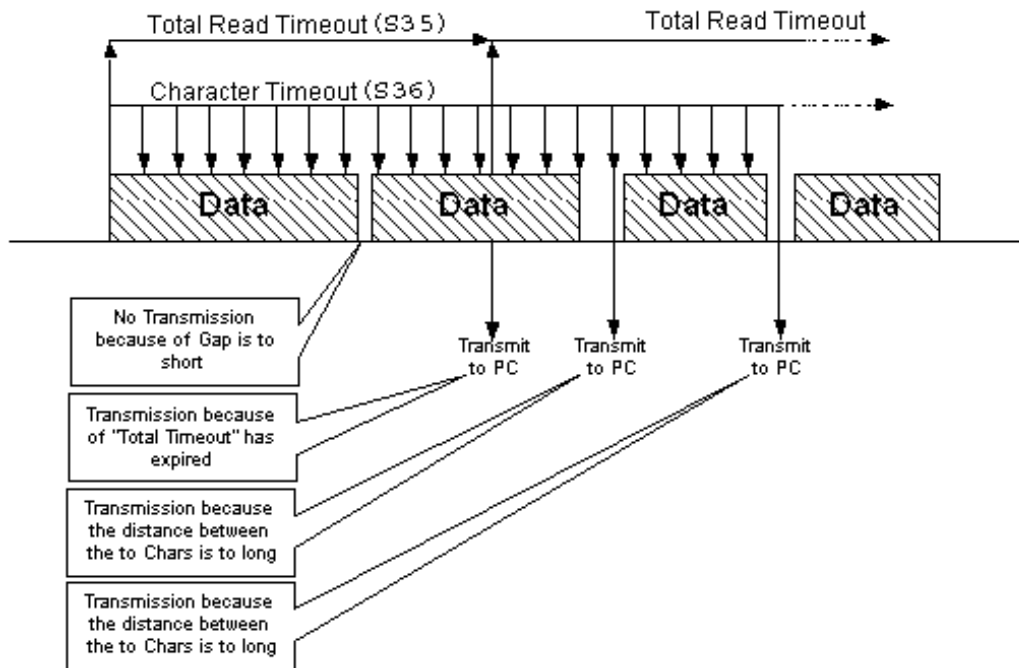 Total Read Timeout (S35)
Total Read Timeout
Character Timeout (S36)
Data
Data
Data
Data
No Transmission
because of Gap is to
short
Transmit
to PC
Transmit
to PC
Transmit
to PC
Transmission because
of "Total Timeout" has
expired
Transmission because
the distance between
the to Chars is to long
Transmission because
the distance between
the to Chars is to long